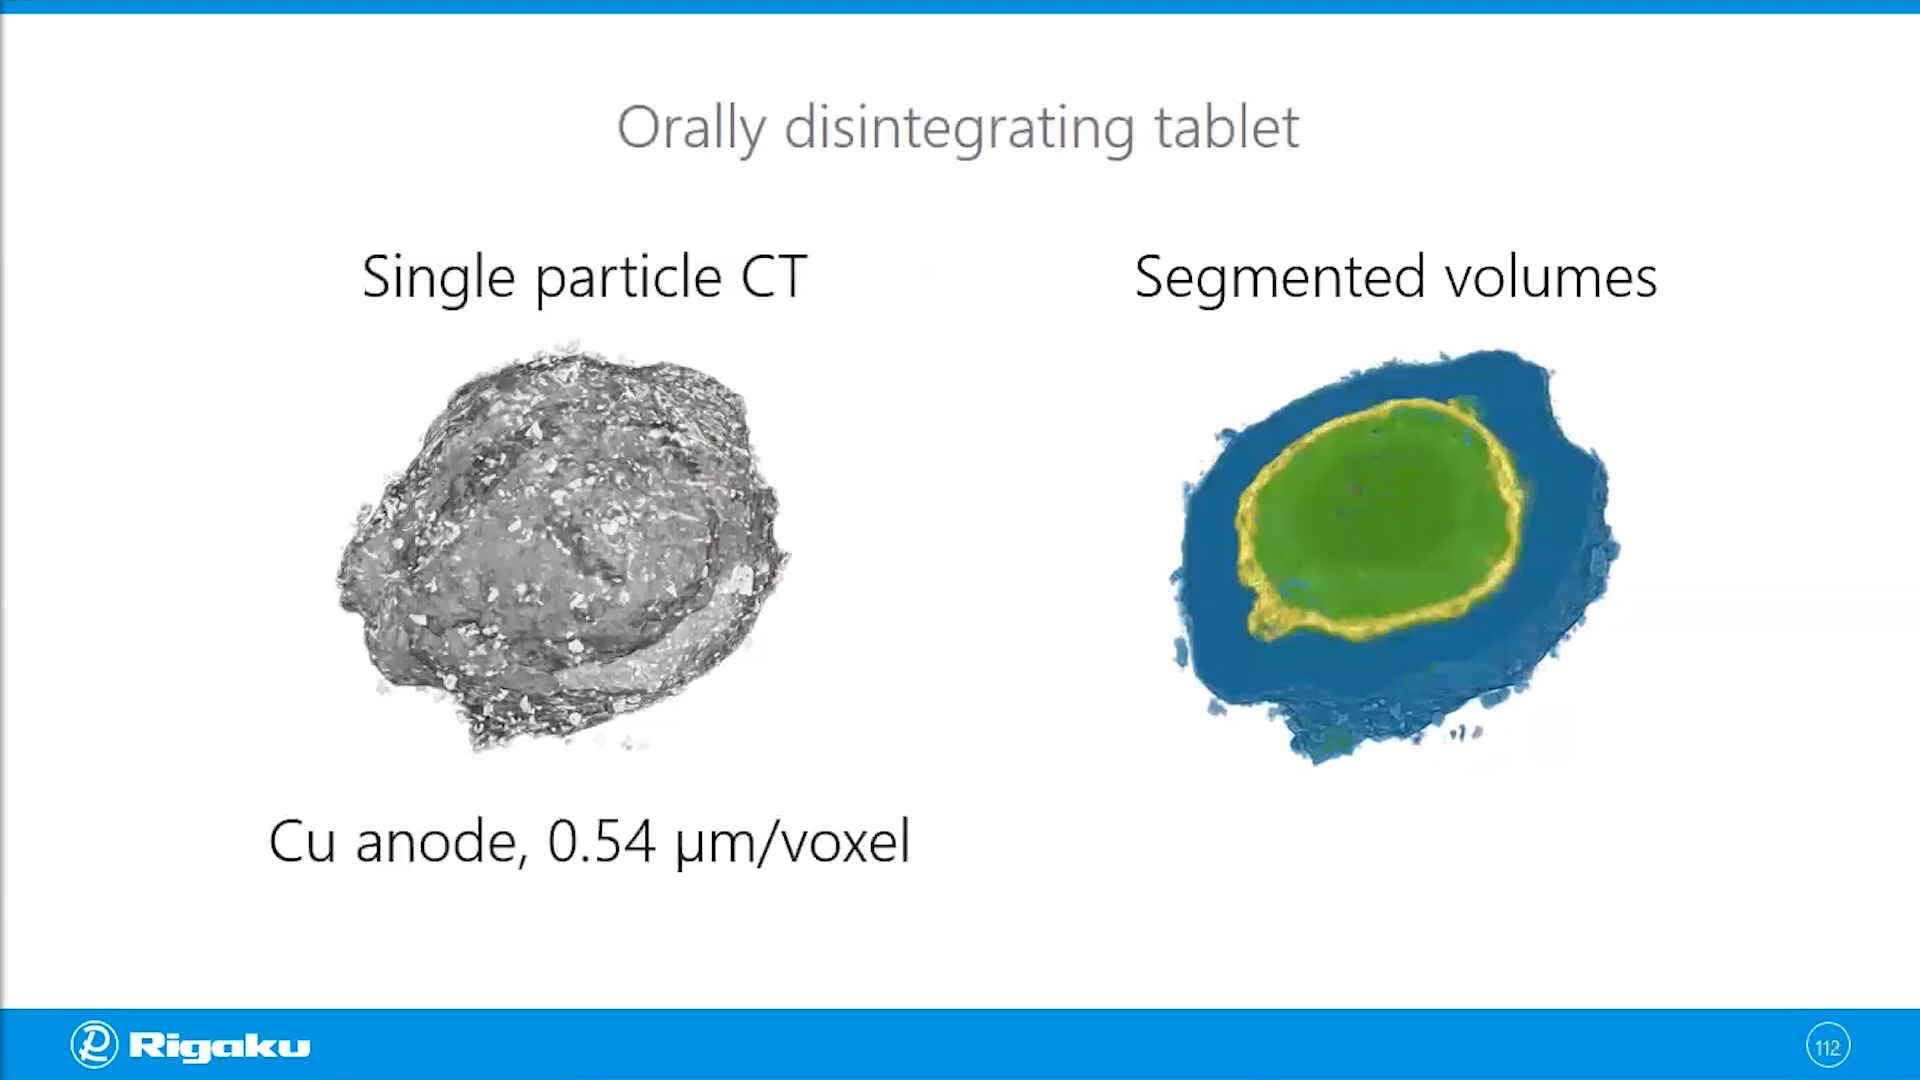 Orally disintegrating tablet
Single particle CT
Segmented volumes
Cu anode, 0.54 µm/voxel
Rigaku
112